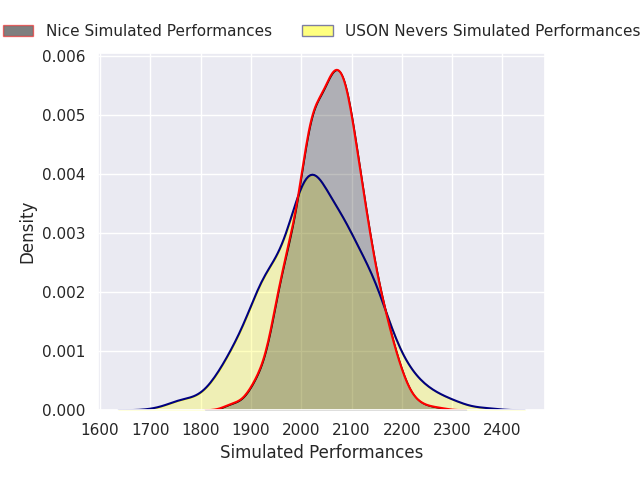 Nice Simulated Performances USON Nevers Simulated Performances
0.006
0.005
0.004
0.003
0.002
0.001
0.000
Density
1600 1700 1800 1900 2000 2100 2200 2300 2400
Simulated Performances